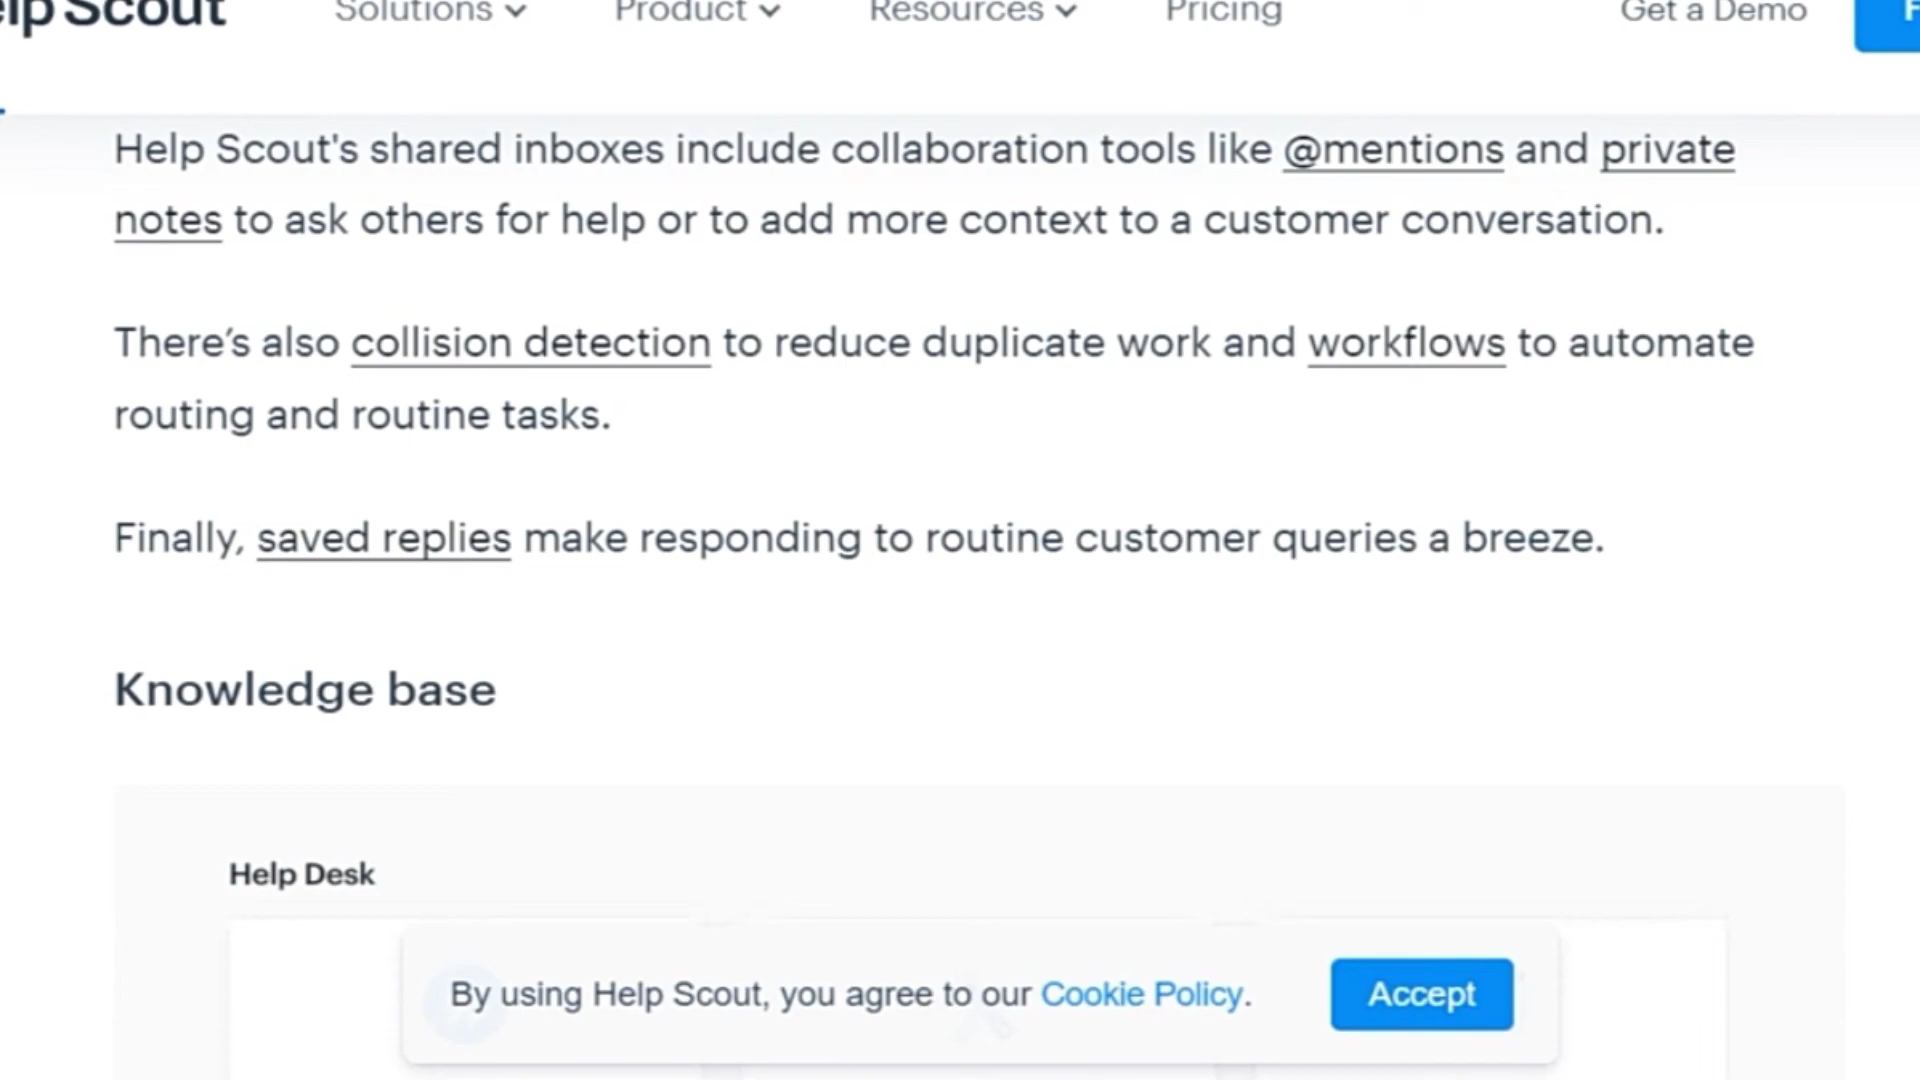 Scout
Solutions
Product
Resources
Pricing
Get a Demo
Help Scout's shared inboxes include collaboration tools like @mentions and private
notes to ask others for help or to add more context to a customer conversation.
There’s also collision detection to reduce duplicate work and workflows to automate
routing and routine tasks.
Finally, saved replies make responding to routine customer queries a breeze.
Knowledge base
Help Desk
By using Help Scout, you agree to our Cookie Policy.
Accept